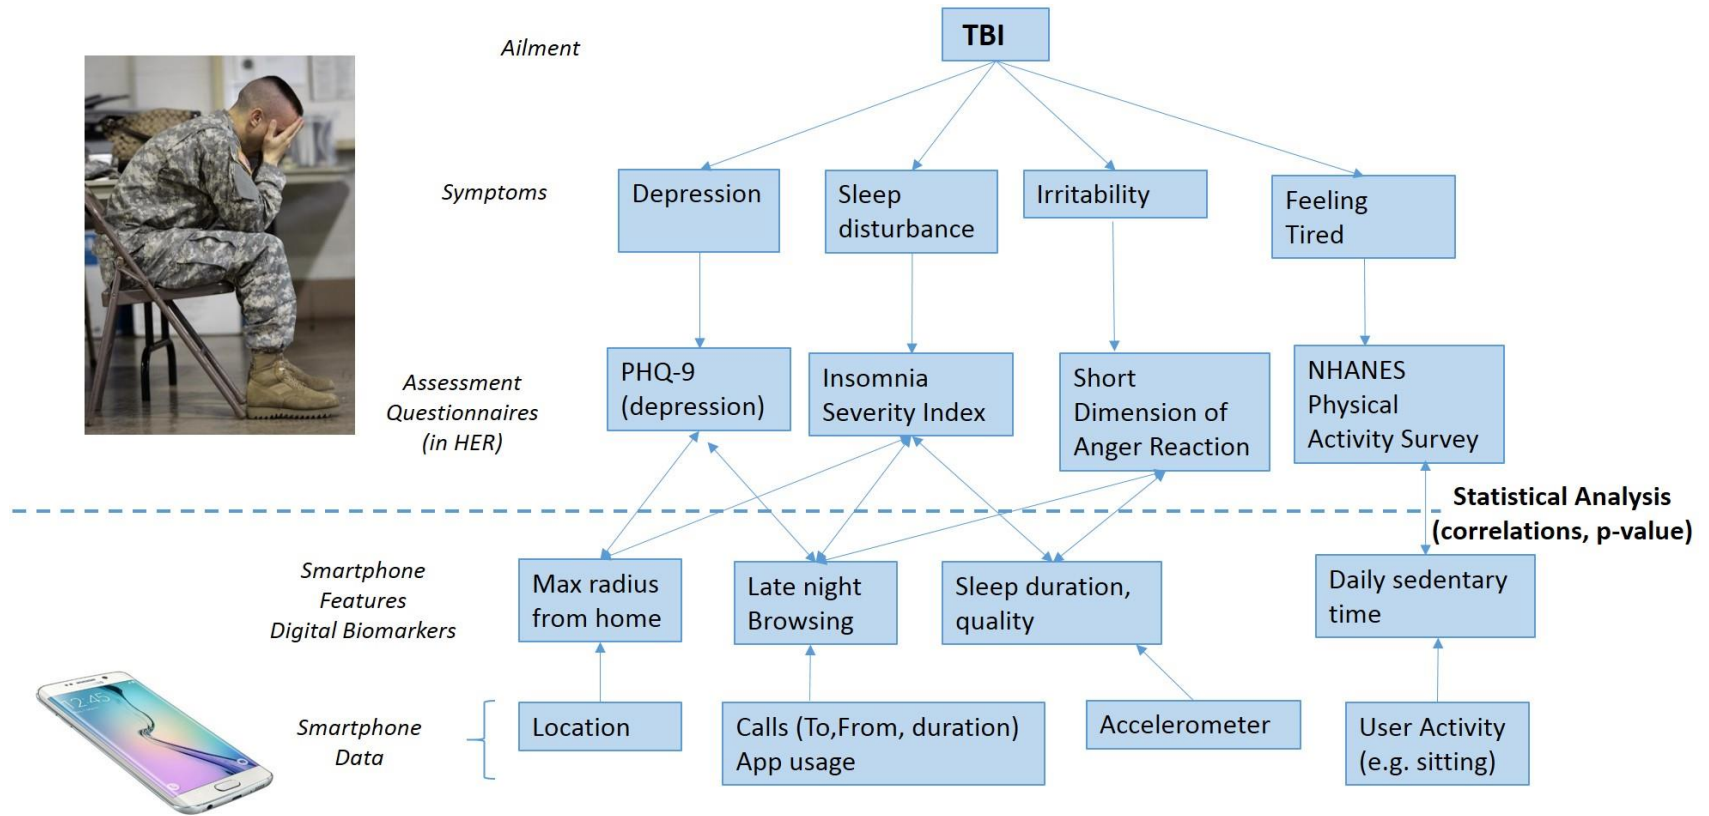 Ailment
TBI
Symptoms
Depression
Sleep
disturbance
Irritability
Feeling
Tired
Assessment
Questionnaires
(in HER)
PHQ-9
(depression)
Insomnia
Severity Index
Short
Dimension of
Anger Reaction
NHANES
Physical
Activity Survey
Statistical Analysis
(correlations, p-value)
Smartphone
Features
Digital Biomarkers
Max radius
from home
Late night
Browsing
Sleep duration,
quality
Daily sedentary
time
12:45
Smartphone
Data
Location
Calls (To,From, duration)
App usage
Accelerometer
User Activity
(e.g. sitting)